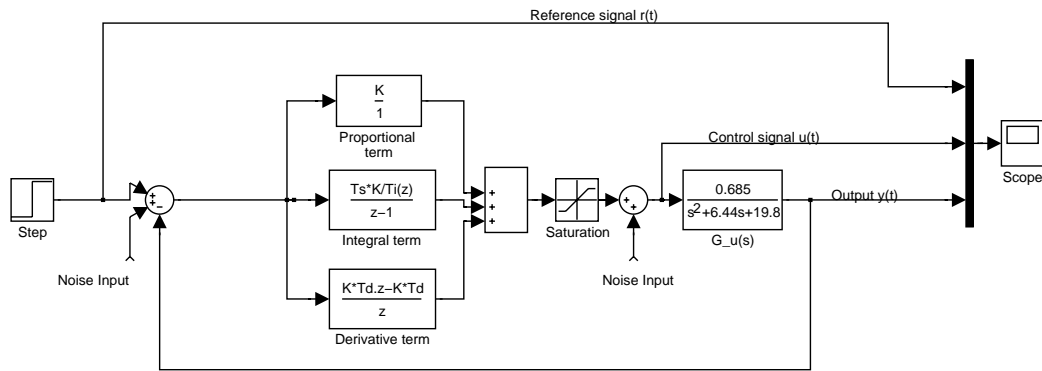 Reference signal r(t)
K
1
Proportional
term
Control signal u(t)
Step
+
+
−
Ts*K/Ti(z)
z−1
Integral term
+
+
+
Saturation
+
+
0.685
s2+6.44s+19.8
G_u(s)
Output y(t)
Scope
Noise Input
Noise Input
K*Td.z−K*Td
z
Derivative term